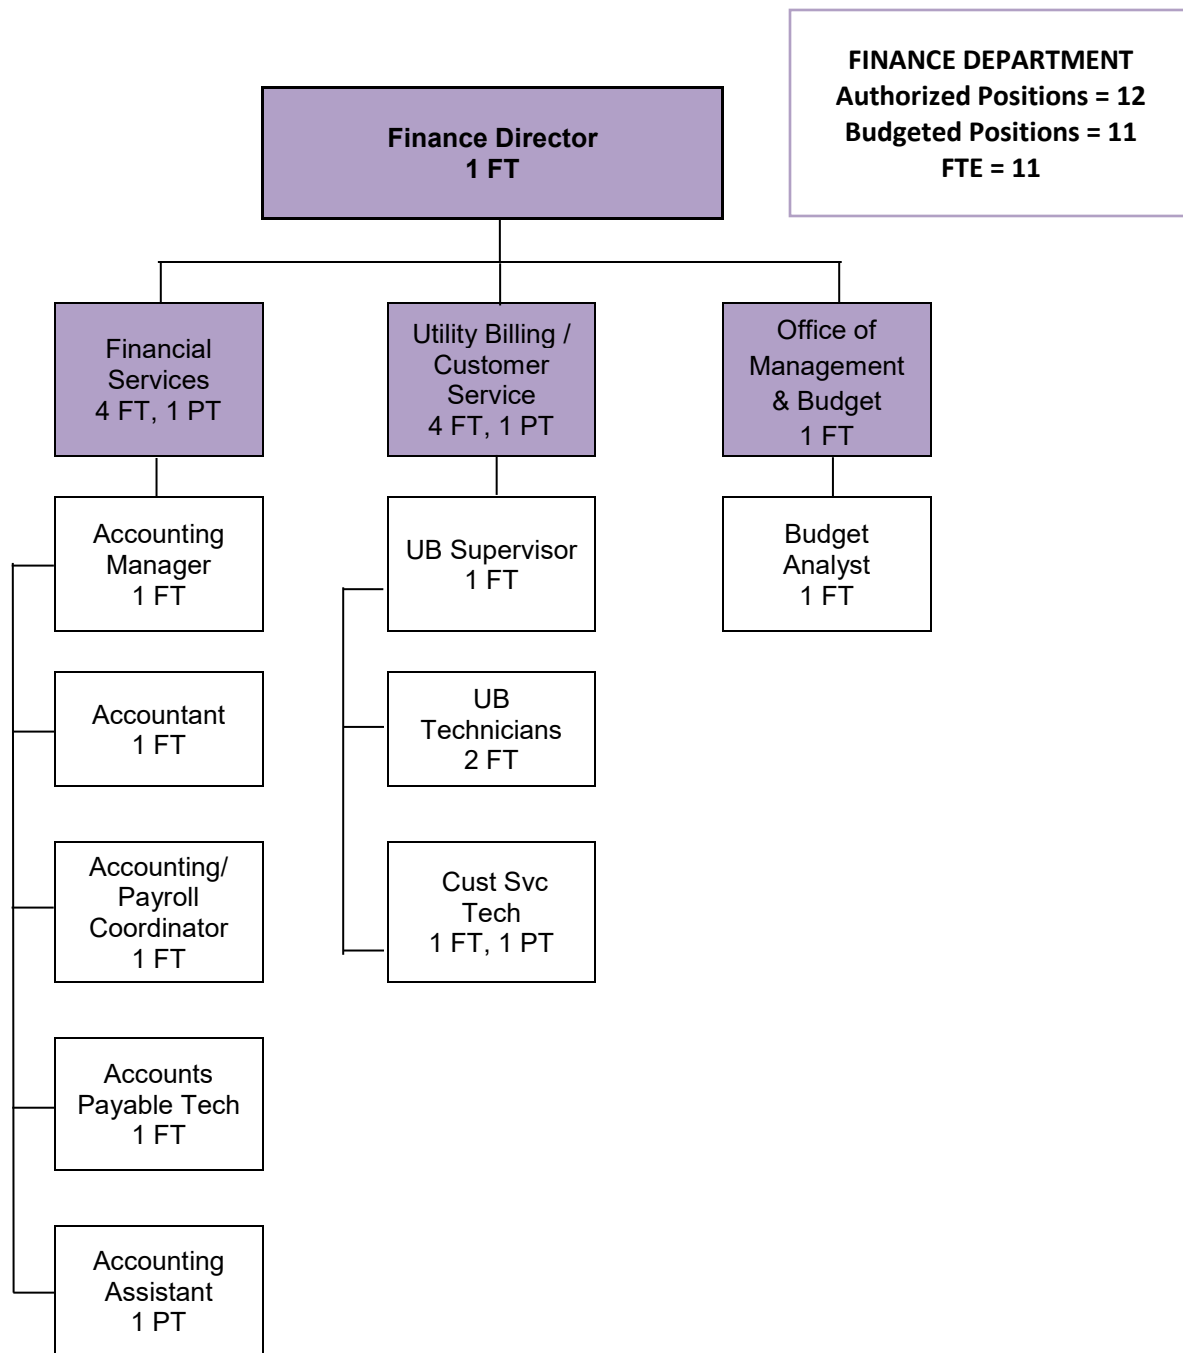 FINANCE DEPARTMENT
Authorized Positions = 12
Budgeted Positions = 11
FTE = 11
Finance Director
1 FT
Financial
Services
4 FT, 1 PT
Utility Billing /
Customer
Service
4 FT, 1 PT
Office of
Management
& Budget
1 FT
Accounting
Manager
1 FT
UB Supervisor
1 FT
Budget
Analyst
1 FT
Accountant
1 FT
UB
Technicians
2 FT
Accounting/
Payroll
Coordinator
1 FT
Cust Svc
Tech
1 FT, 1 PT
Accounts
Payable Tech
1 FT
Accounting
Assistant
1 PT